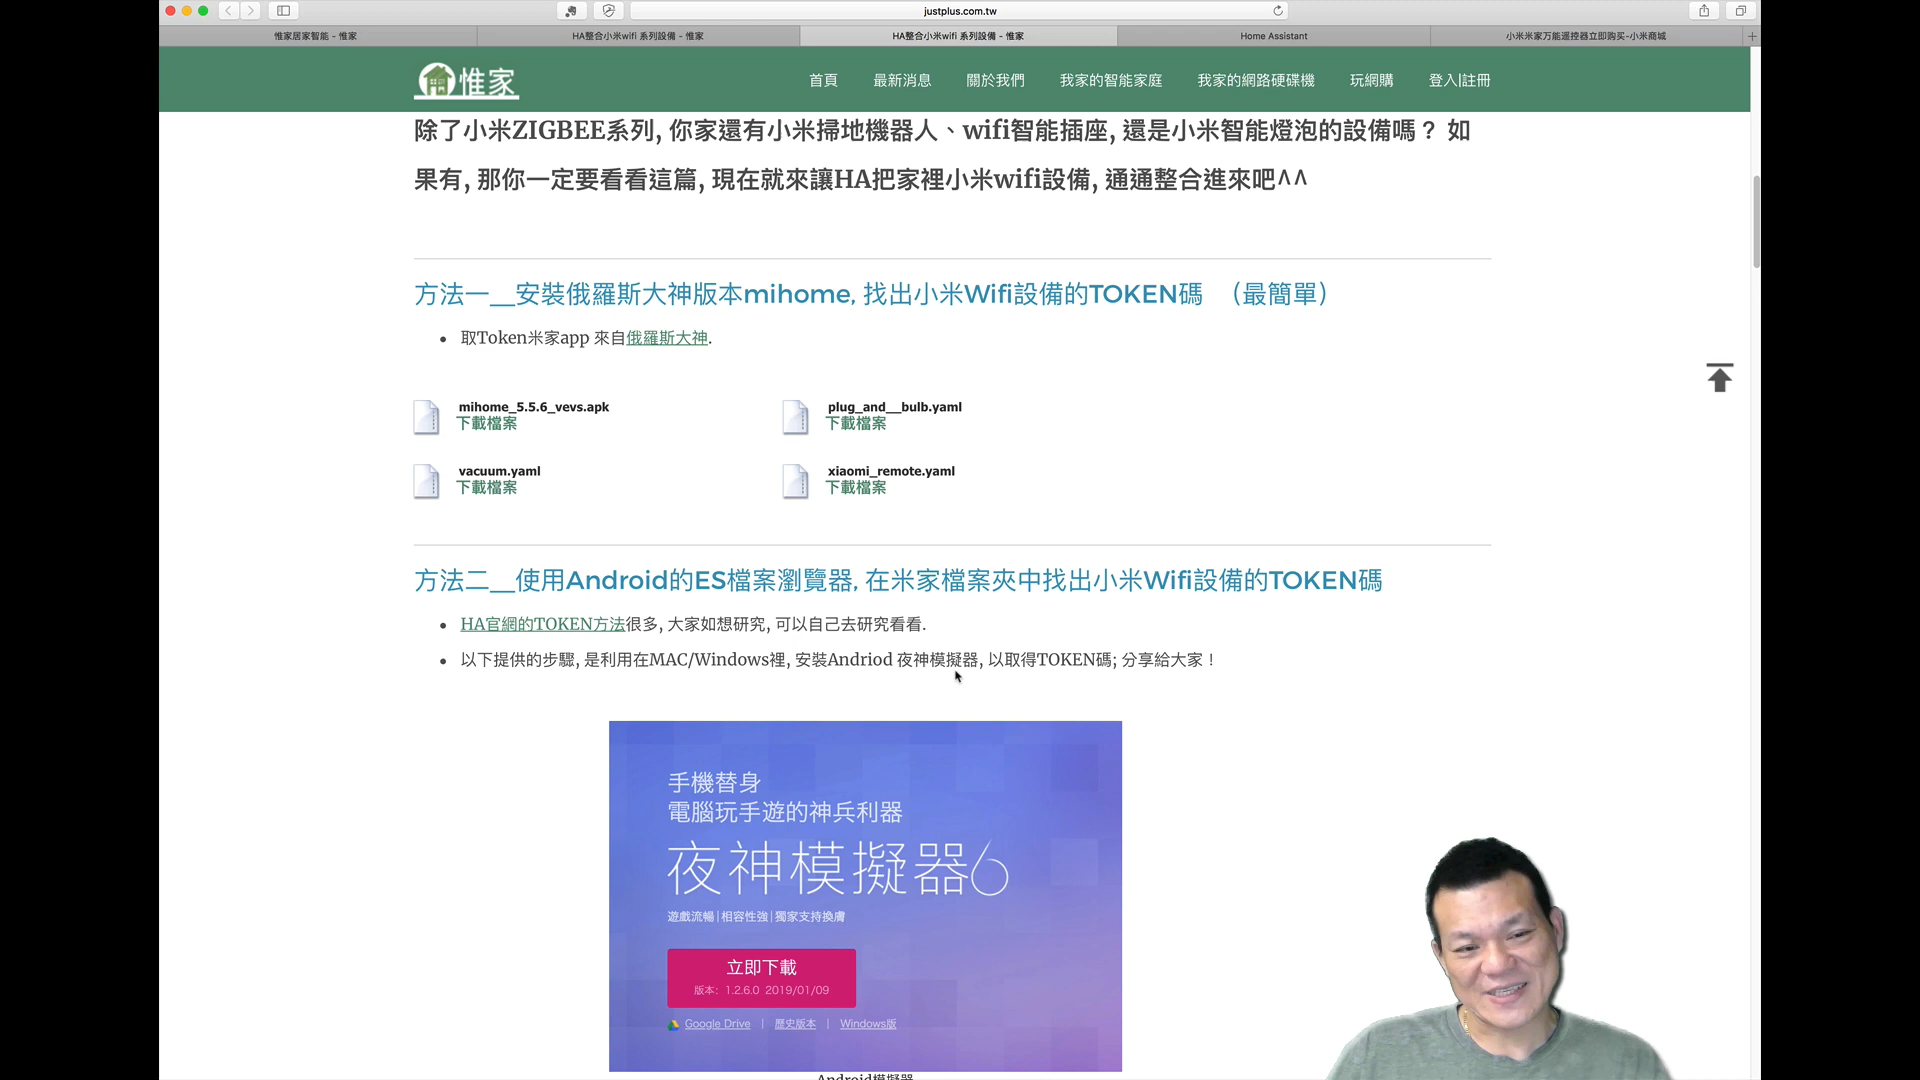 justplus.com.tw
惟家居家智能 - 惟家
HA整合小米wifi 系列設備 - 惟家
HA整合小米wifi 系列設備 - 惟家
Home Assistant
小米米家万能遥控器立即购买-小米商城
惟家
首頁
最新消息
關於我們
我家的智能家庭
我家的網路硬碟機
玩網購
登入|註冊
除了小米ZIGBEE系列, 你家還有小米掃地機器人、wifi智能插座, 還是小米智能燈泡的設備嗎？ 如
果有, 那你一定要看看這篇, 現在就來讓HA把家裡小米wifi設備, 通通整合進來吧^^
方法一__安裝俄羅斯大神版本mihome, 找出小米Wifi設備的TOKEN碼 （最簡單）
取Token米家app 來自俄羅斯大神.
mihome_5.5.6_vevs.apk
下載檔案
plug_and__bulb.yaml
下載檔案
vacuum.yaml
下載檔案
xiaomi_remote.yaml
下載檔案
方法二__使用Android的ES檔案瀏覽器, 在米家檔案夾中找出小米Wifi設備的TOKEN碼
HA官網的TOKEN方法很多, 大家如想研究, 可以自己去研究看看.
以下提供的步驟, 是利用在MAC/Windows裡, 安裝Andriod 夜神模擬器, 以取得TOKEN碼; 分享給大家！
手機替身
電腦玩手遊的神兵利器
夜神模擬器6
遊戲流暢|相容性強|獨家支持換膚
立即下載
版本: 1.2.6.0 2019/01/09
Google Drive | 歷史版本 | Windows版
Android模擬器